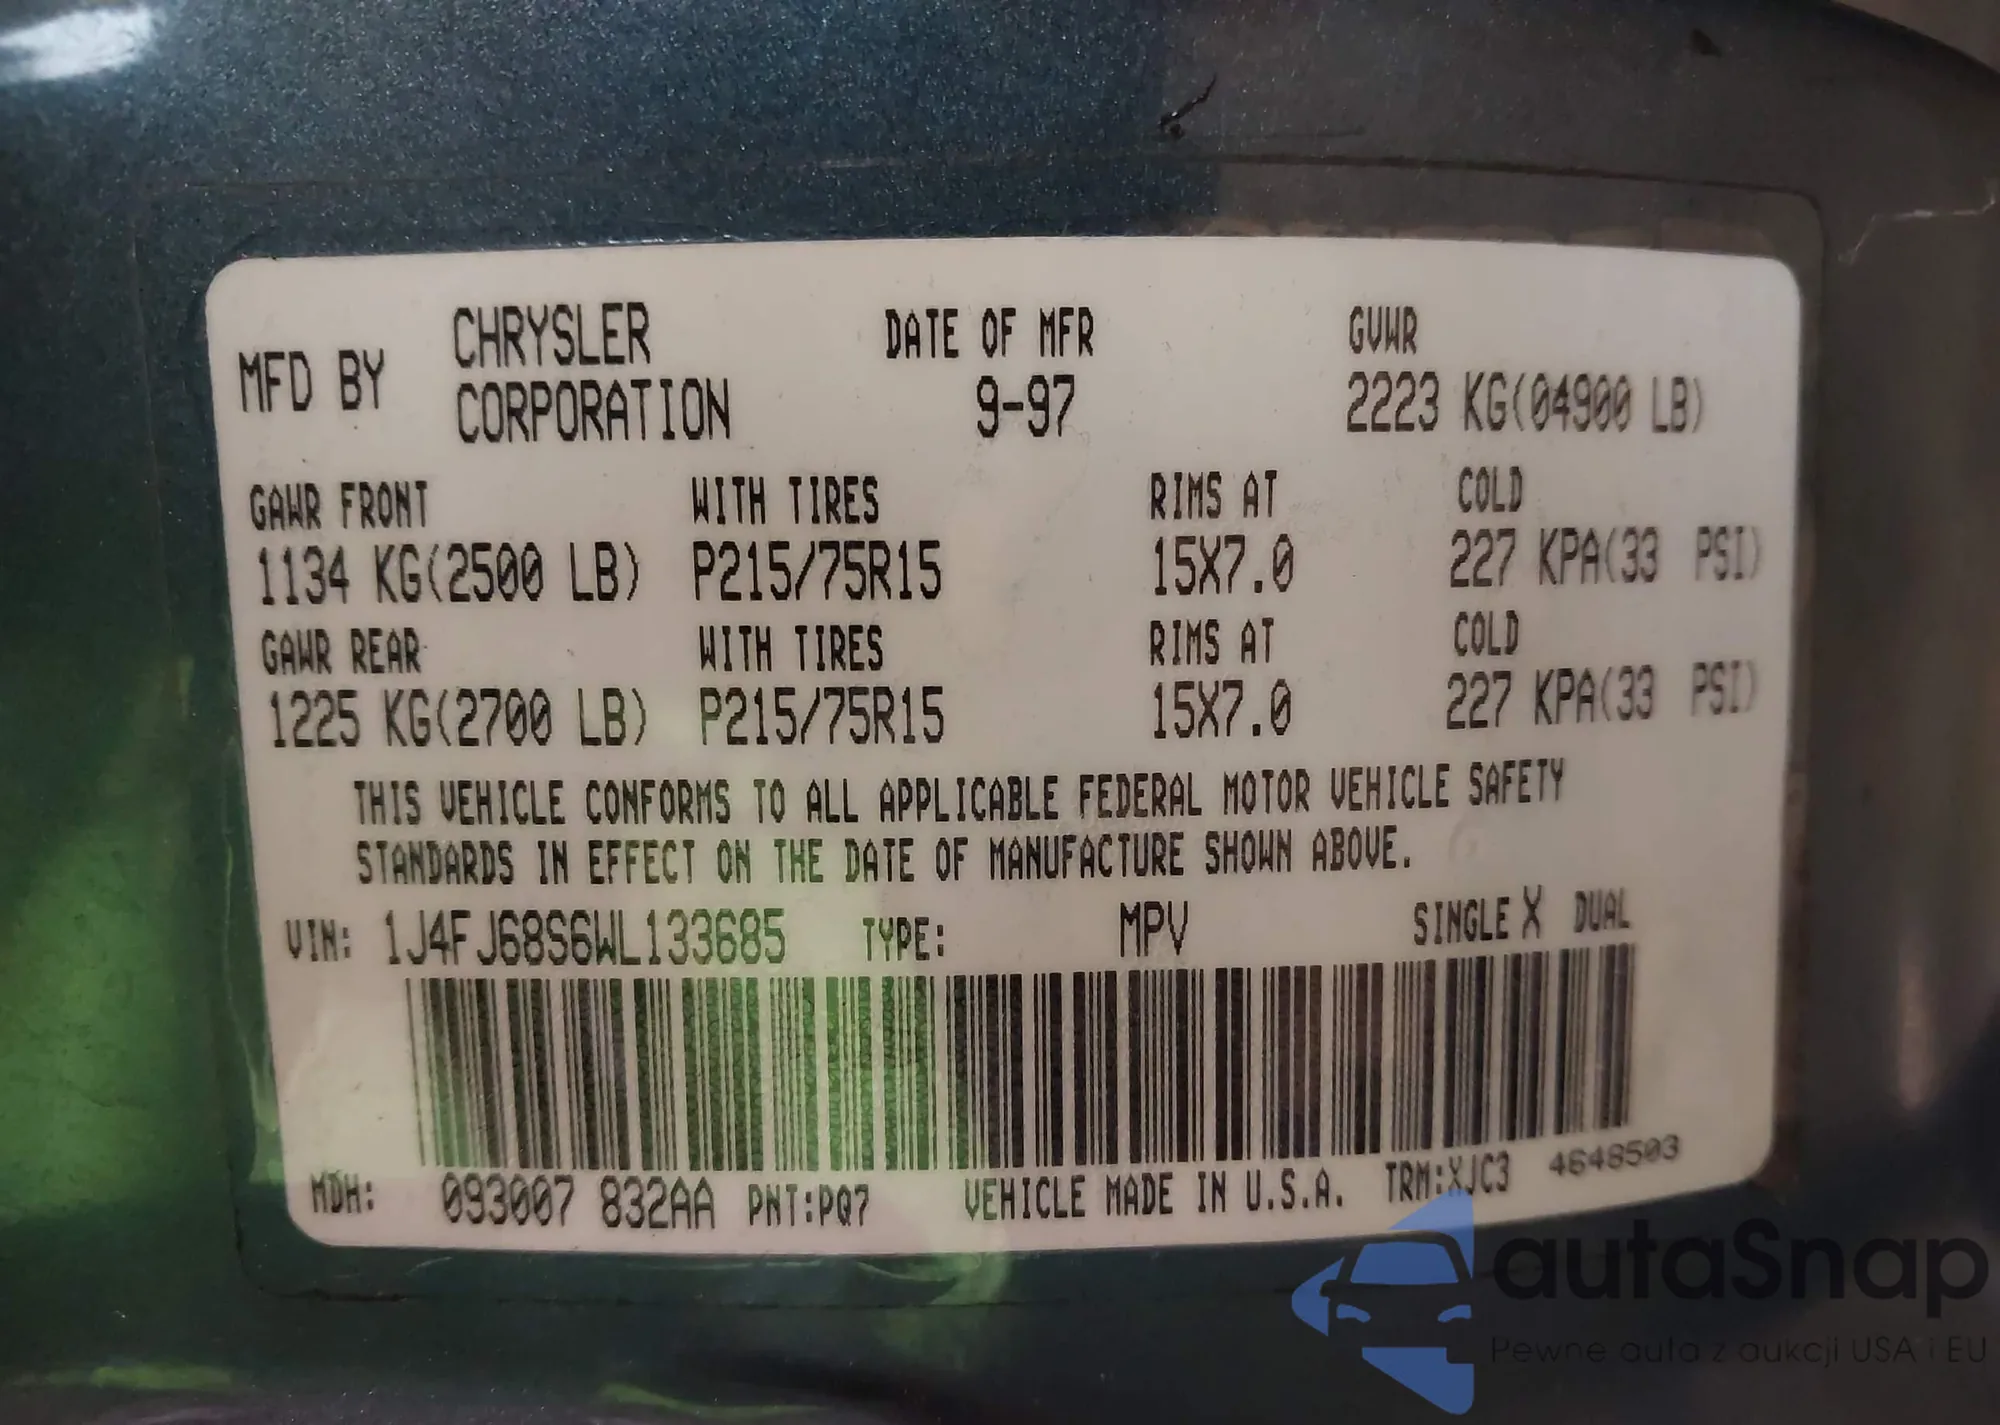 MFD BY CHRYSLER CORPORATION DATE OF MFR 9-97 GVWR 2223 KG(04900 LB)
GAWR FRONT WITH TIRES RIMS AT COLD
1134 KG(2500 LB) P215/75R15 15X7.0 227 KPA(33 PSI)
GAWR REAR WITH TIRES RIMS AT COLD
1225 KG(2700 LB) P215/75R15 15X7.0 227 KPA(33 PSI)
THIS VEHICLE CONFORMS TO ALL APPLICABLE FEDERAL MOTOR VEHICLE SAFETY
STANDARDS IN EFFECT ON THE DATE OF MANUFACTURE SHOWN ABOVE.
VIN: 1J4FJ68S6WL133685 TYPE: MPV SINGLE X DUAL
MDH: 093007 832AA PNT:PQ7 VEHICLE MADE IN U.S.A. TRM:XJC3 4648503
autaSnap
Pewne auta z aukcji USA i EU